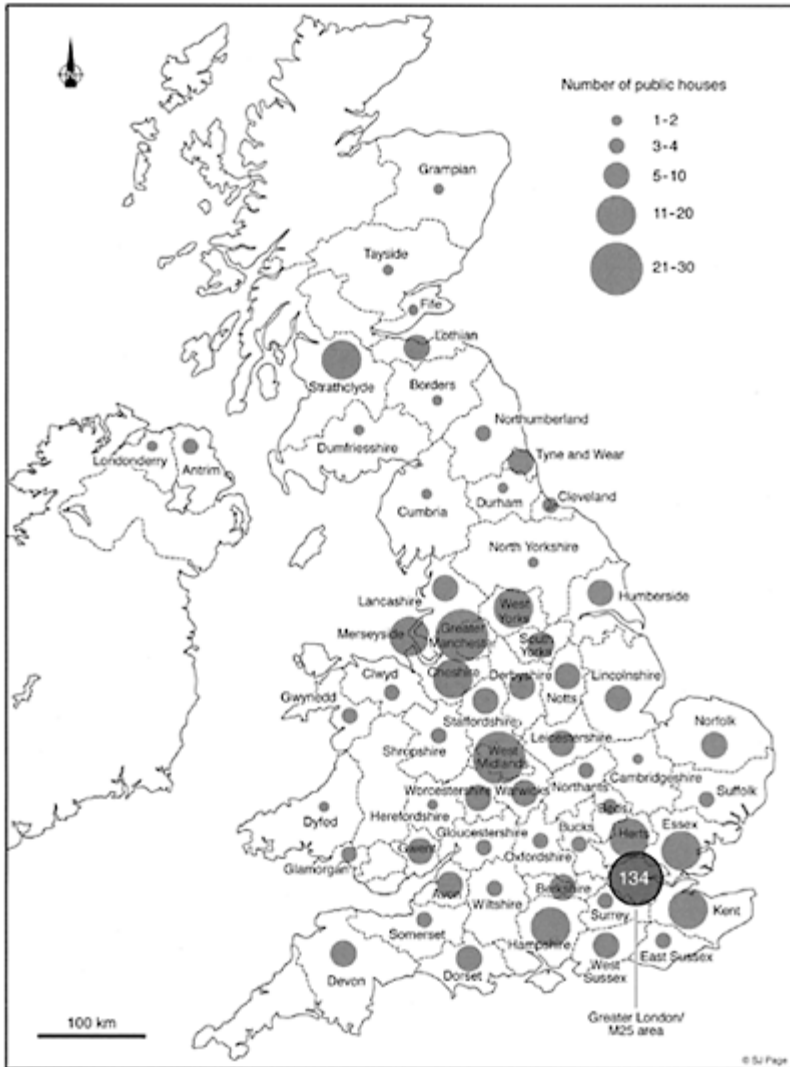 Number of public houses
1-2
3-4
5-10
11-20
21-30
Grampian
Tayside
Fife
Lothian
Strathclyde
Borders
Northumberland
Dumfriesshire
Londonderry
Antrim
Tyne and Wear
Cumbria
Durham
Cleveland
North Yorkshire
Lancashire
Humberside
West
Yorks
Merseyside
Greater
Manchester
South
Yorks
Cheshire
Derbyshire
Lincolnshire
Clwyd
Notts
Gwynedd
Staffordshire
Norfolk
Shropshire
Leicestershire
West
Midlands
Cambridgeshire
Northants
Suffolk
Worcestershire
Warwicks
Herefordshire
Dyfed
Beds
Essex
Gloucestershire
Bucks
Herts
Gwent
Oxfordshire
Glamorgan
134
Avon
Berkshire
Wiltshire
Surrey
Kent
Somerset
Hampshire
East Sussex
West
Sussex
Devon
Dorset
Greater London/
M25 area
100 km
© SJ Page